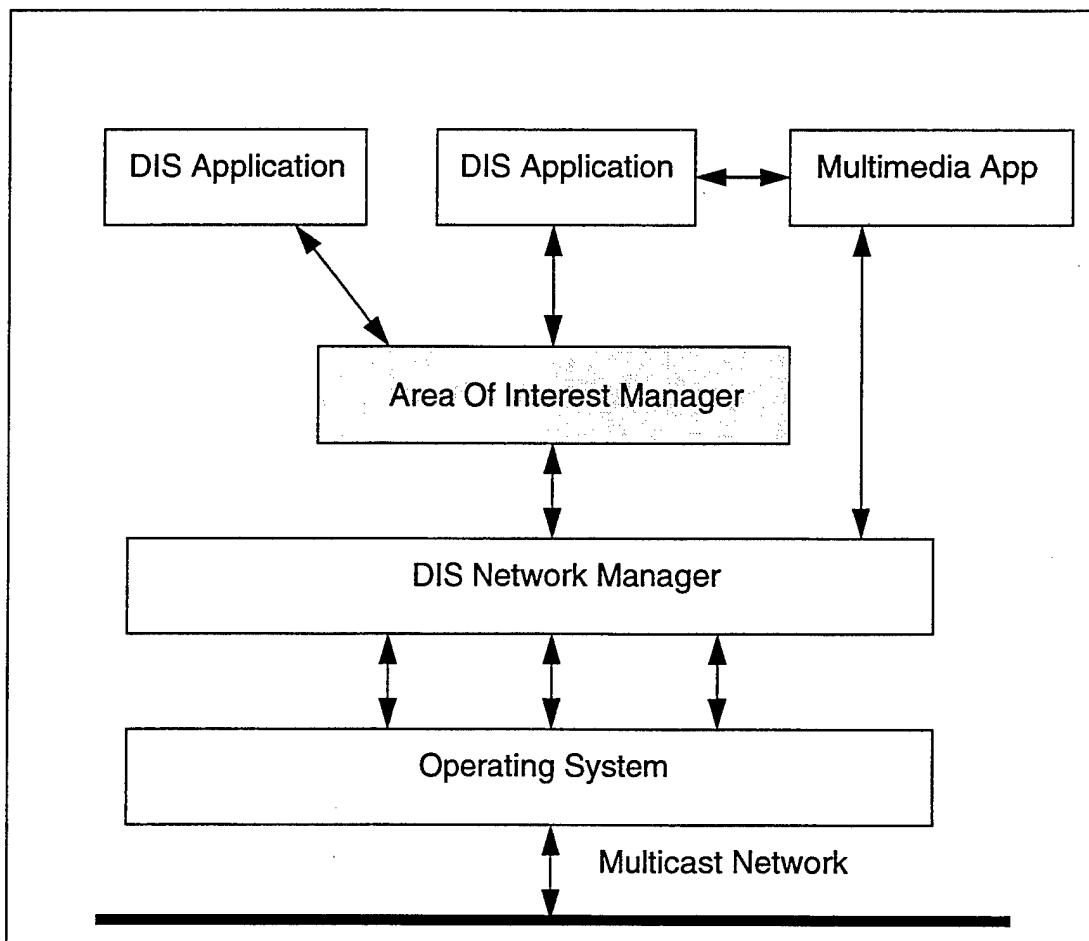 DIS Application
DIS Application
Multimedia App
Area Of Interest Manager
DIS Network Manager
Operating System
Multicast Network